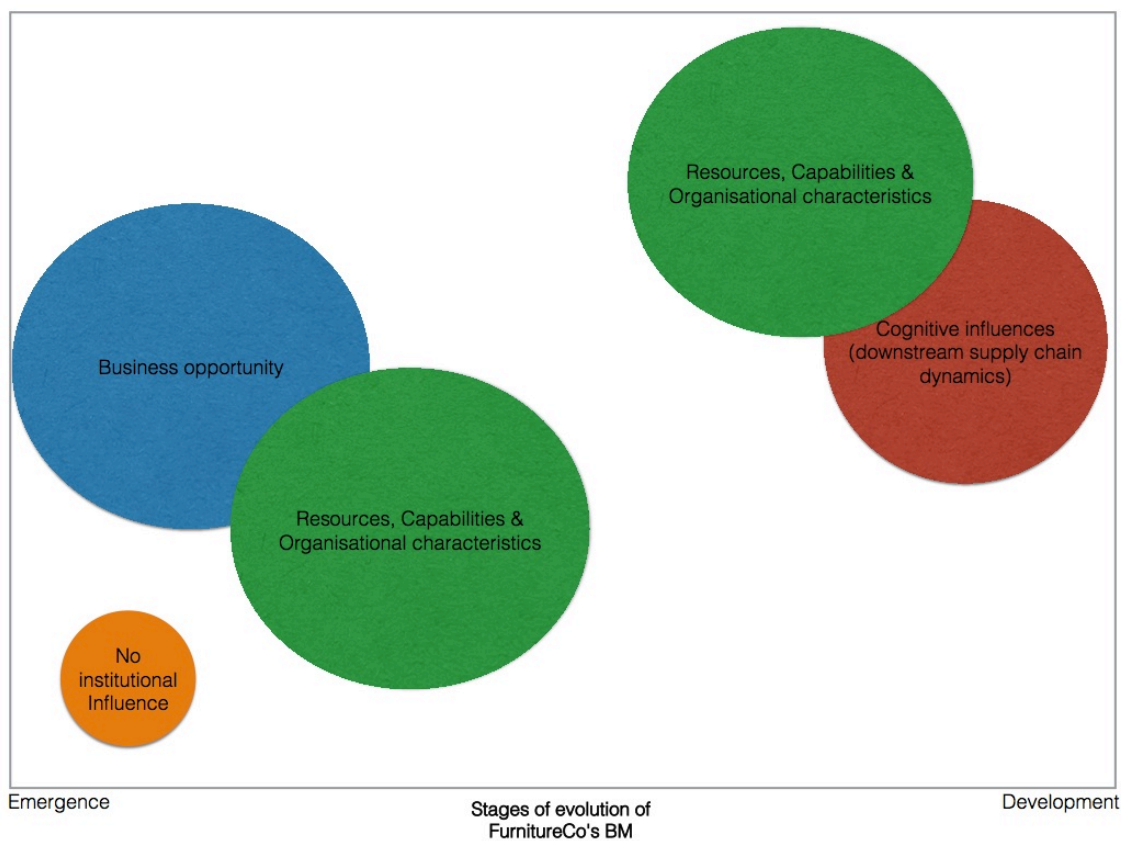 Resources, Capabilities &
Organisational characteristics
Cognitive influences
(downstream supply chain
dynamics)
Business opportunity
Resources, Capabilities &
Organisational characteristics
No
institutional
Influence
Emergence
Stages of evolution of
FurnitureCo's BM
Development